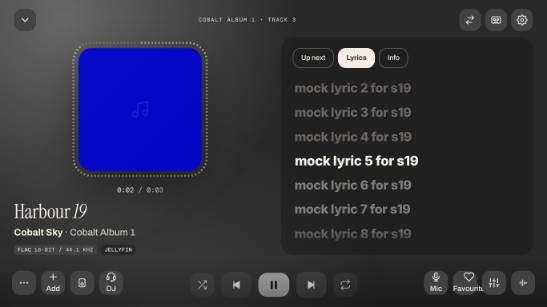 COBALT ALBUM 1 · TRACK 3
Up next
Lyrics
Info
mock lyric 2 for s19
mock lyric 3 for s19
mock lyric 4 for s19
mock lyric 5 for s19
mock lyric 6 for s19
mock lyric 7 for s19
mock lyric 8 for s19
0:02 / 0:03
Harbour 19
Cobalt Sky · Cobalt Album 1
FLAC 16-BIT / 44.1 KHZ
JELLYFIN
Add
DJ
Mic
Favourit